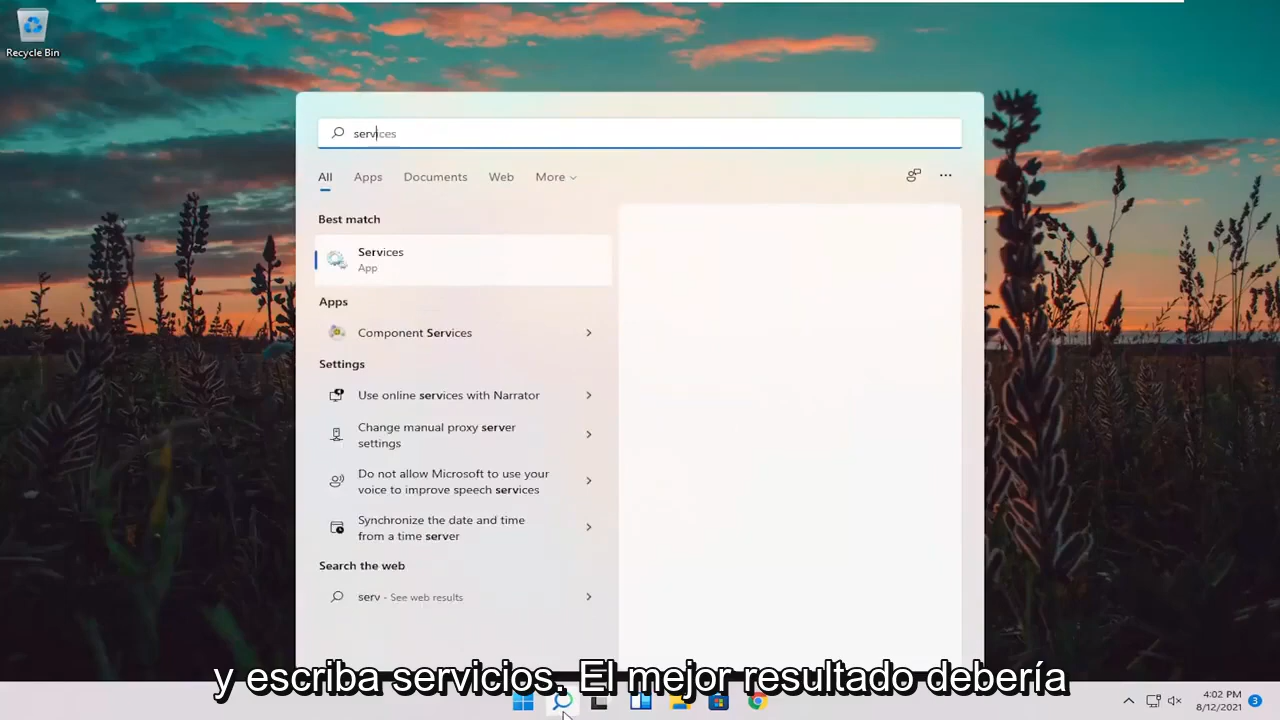 Recycle Bin
services
All Apps Documents Web More
Best match
Services
App
Apps
Component Services
Settings
Use online services with Narrator
Change manual proxy server
settings
Do not allow Microsoft to use your
voice to improve speech services
Synchronize the date and time
from a time server
Search the web
serv - See web results
y escriba servicios. El mejor resultado debería
4:02 PM
8/12/2021
3